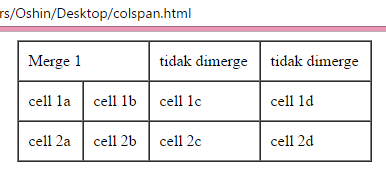 rs/Oshin/Desktop/colspan.html
Merge 1 tidak dimerge tidak dimerge
cell 1a cell 1b cell 1c cell 1d
cell 2a cell 2b cell 2c cell 2d